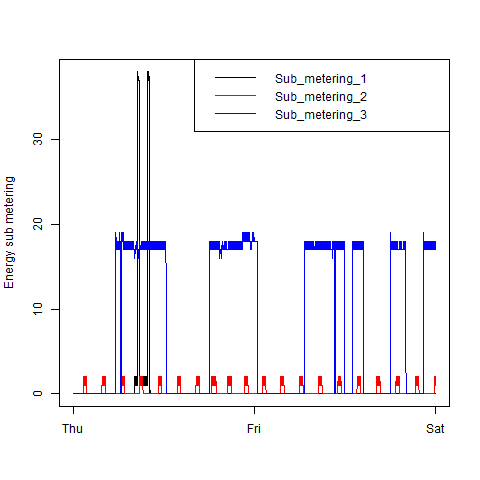 Sub_metering_1
Sub_metering_2
Sub_metering_3
Energy sub metering
30
20
10
0
Thu Fri Sat